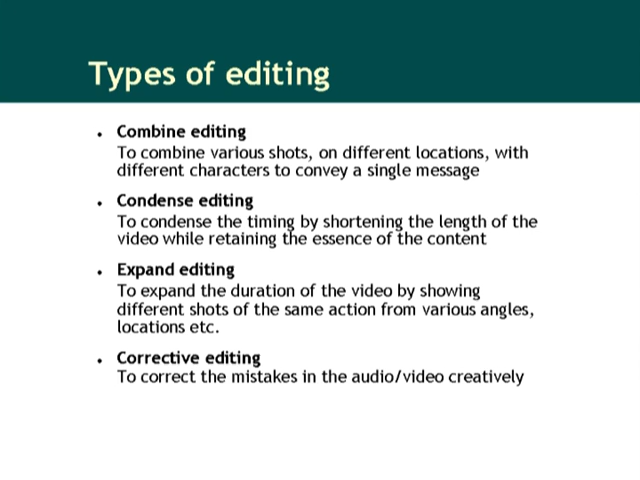 Types of editing
• Combine editing
To combine various shots, on different locations, with
different characters to convey a single message
• Condense editing
To condense the timing by shortening the length of the
video while retaining the essence of the content
• Expand editing
To expand the duration of the video by showing
different shots of the same action from various angles,
locations etc.
• Corrective editing
To correct the mistakes in the audio/video creatively